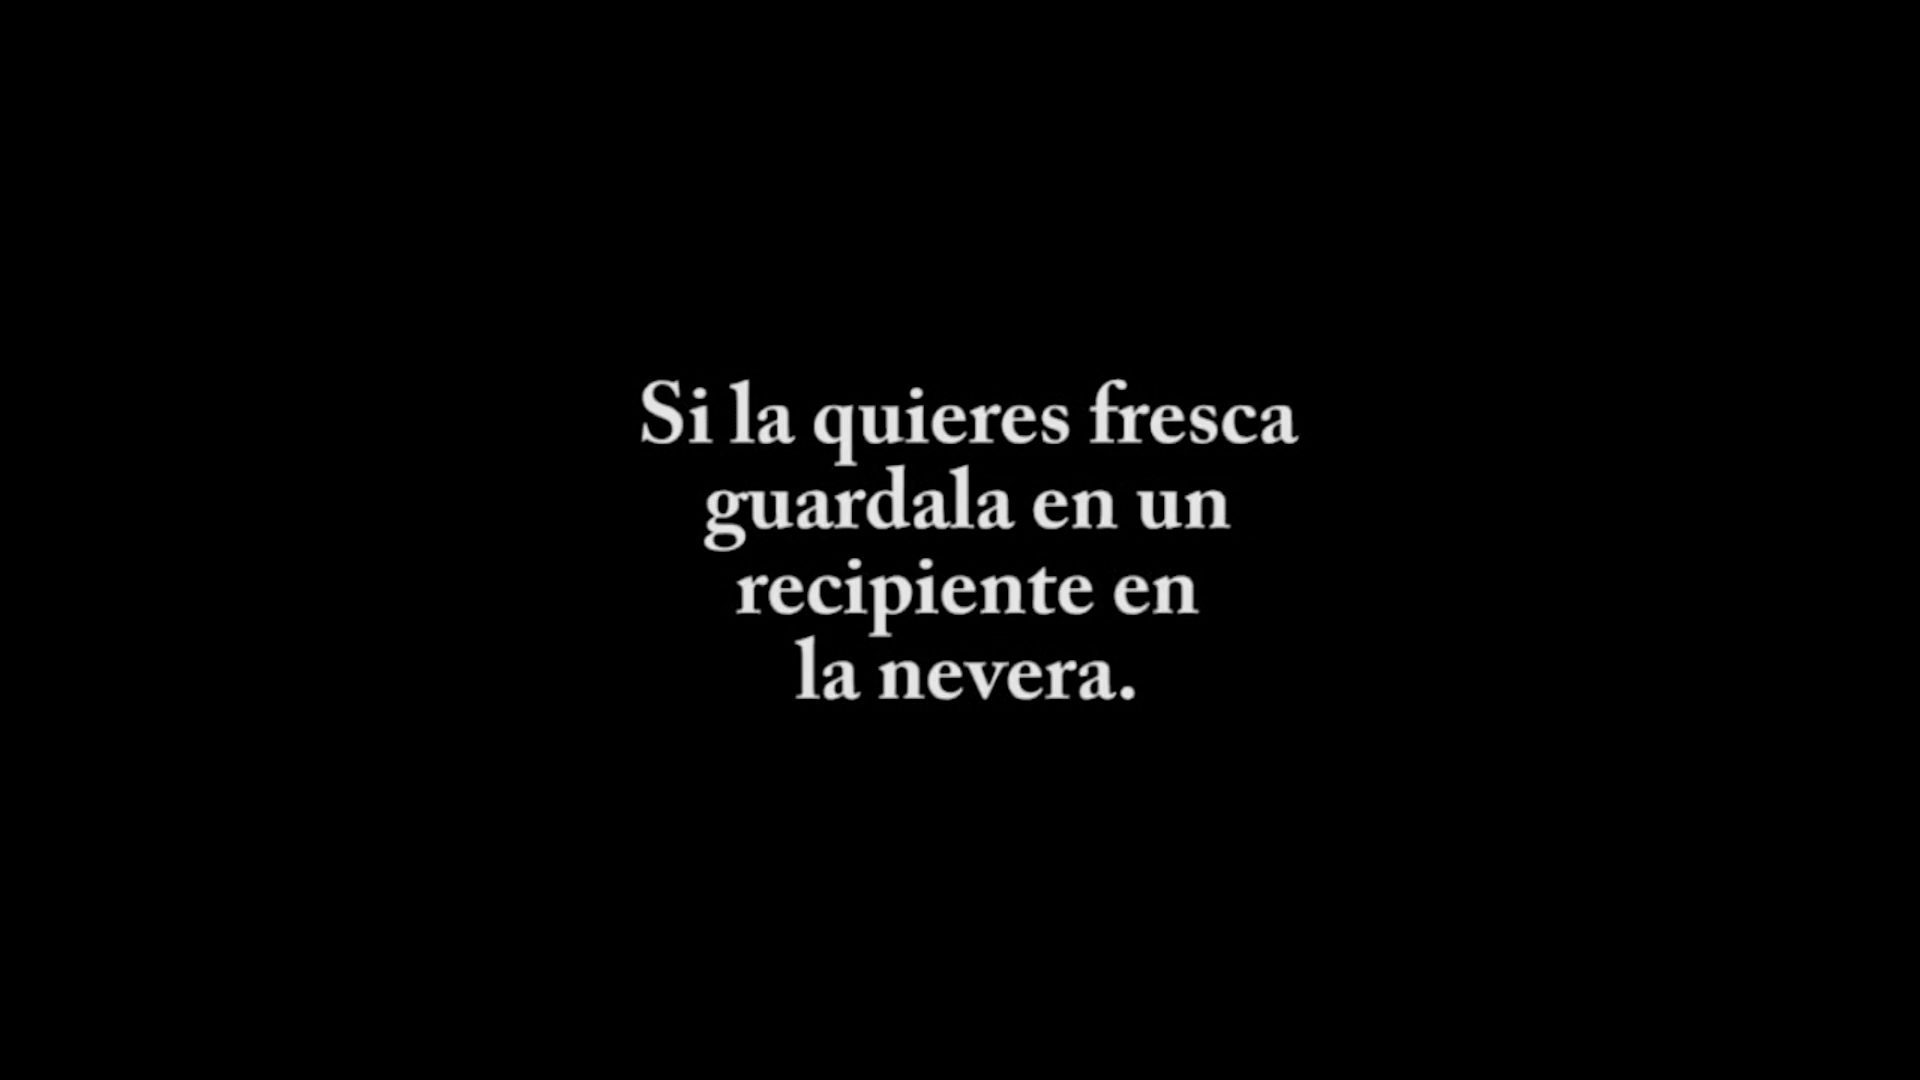 Si la quieres fresca
guardala en un
recipiente en
la nevera.